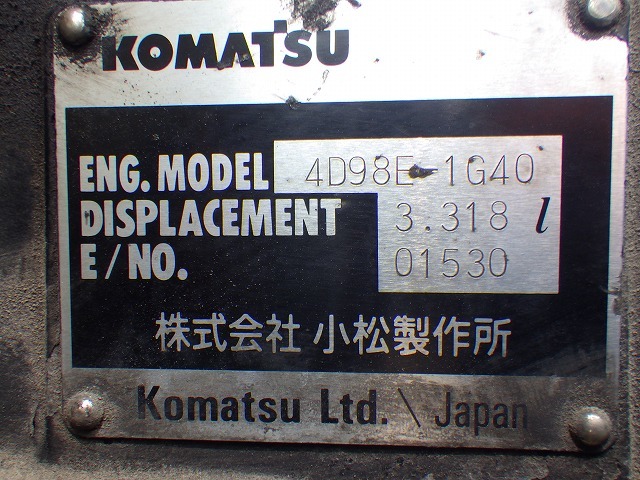 KOMATSU
ENG. MODEL 4D98E-1G40
DISPLACEMENT 3.318 l
E/NO. 01530
株式会社 小松製作所
Komatsu Ltd. \ Japan